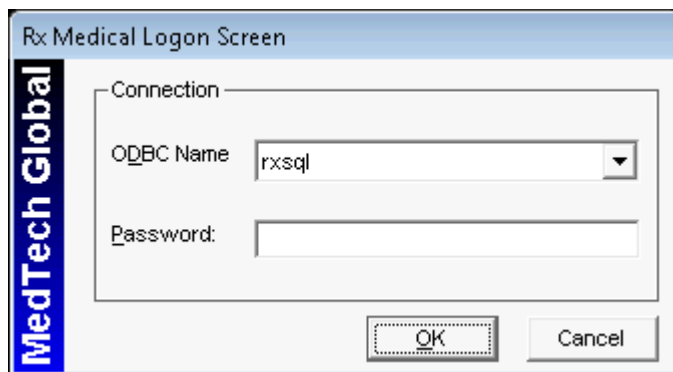 Rx Medical Logon Screen
MedTech Global
Connection
ODBC Name
rxsql
Password:
OK
Cancel